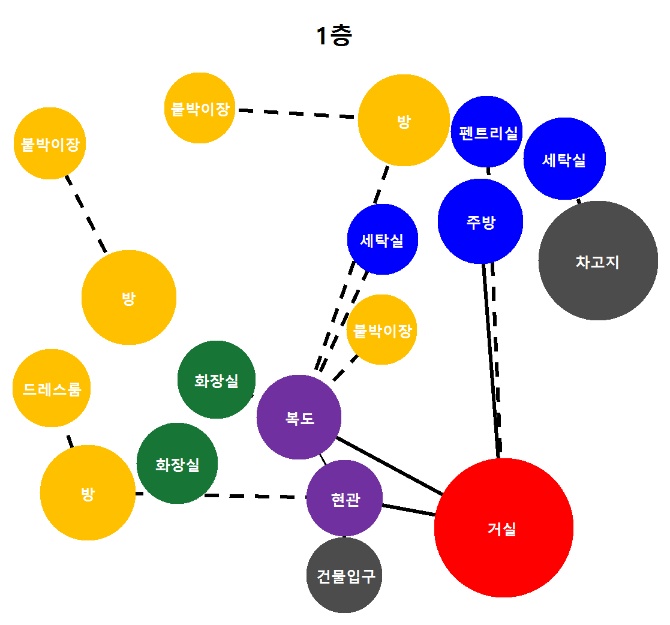 1층
붙박이장
방
펜트리실
붙박이장
세탁실
주방
세탁실
차고지
방
붙박이장
화장실
드레스룸
복도
화장실
방
현관
거실
건물입구